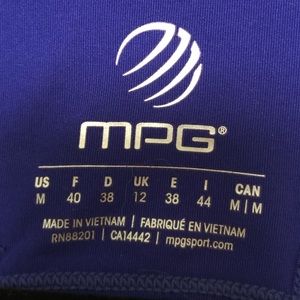 MPG®
US F D UK E I CAN
M 40 38 12 38 44 M|M
MADE IN VIETNAM | FABRIQUÉ EN VIETNAM
RN88201 | CA14442 | mpgsport.com